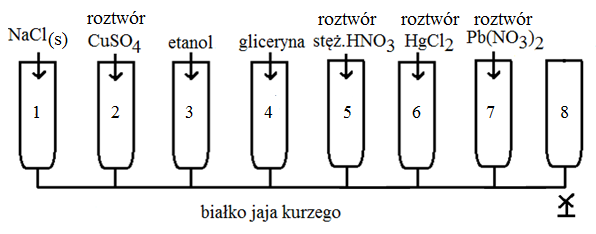 roztwór roztwór roztwór roztwór
NaCl(s) CuSO4 etanol gliceryna stęż.HNO3 HgCl2 Pb(NO3)2
1 2 3 4 5 6 7 8
białko jaja kurzego